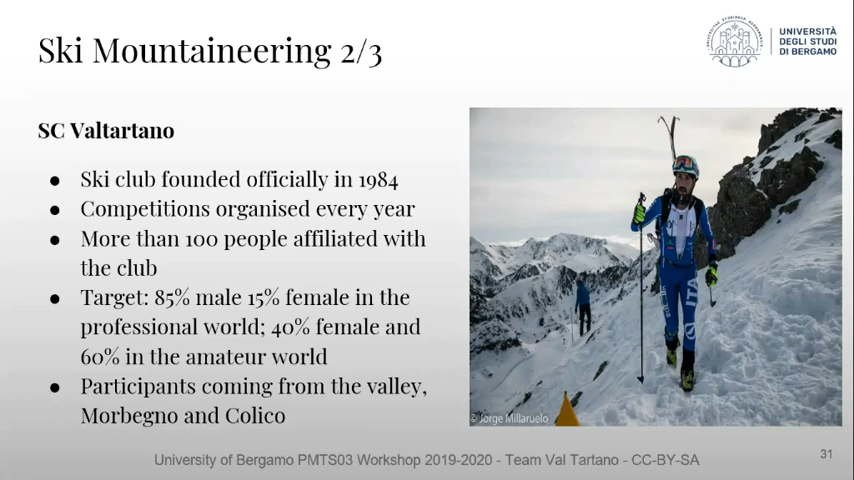 Ski Mountaineering 2/3
UNIVERSITÀ
DEGLI STUDI
DI BERGAMO
SC Valtartano
● Ski club founded officially in 1984
● Competitions organised every year
● More than 100 people affiliated with
the club
● Target: 85% male 15% female in the
professional world; 40% female and
60% in the amateur world
● Participants coming from the valley,
Morbegno and Colico
ITA
© Jorge Millaruelo
University of Bergamo PMTS03 Workshop 2019-2020 - Team Val Tartano - CC-BY-SA
31